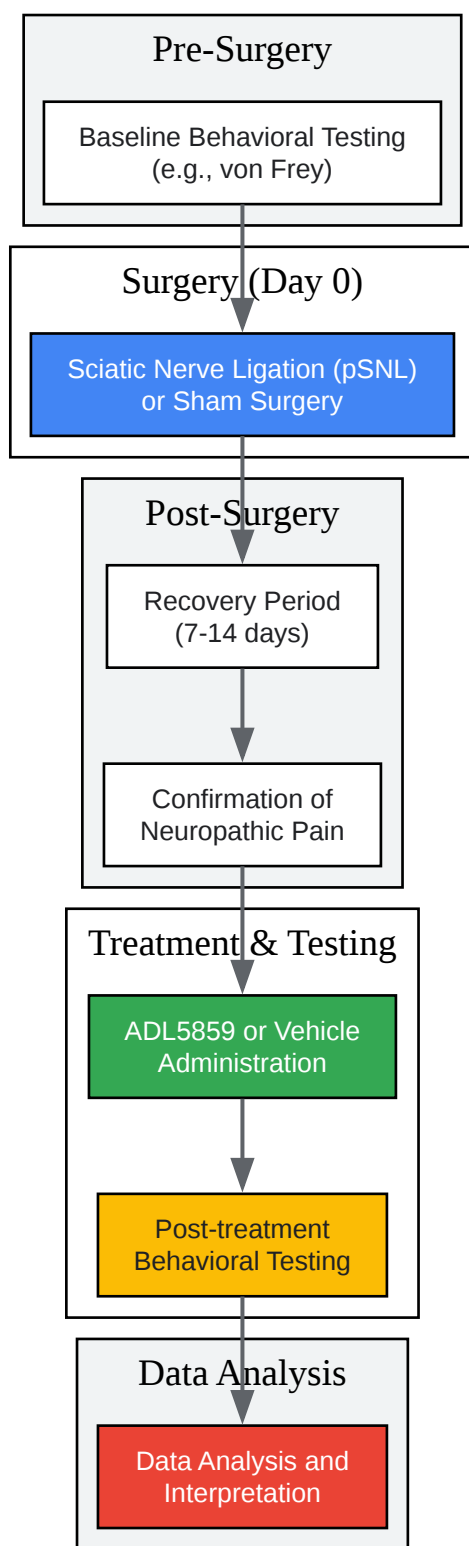 Pre-Surgery
Baseline Behavioral Testing
(e.g., von Frey)
Surgery (Day 0)
Sciatic Nerve Ligation (pSNL)
or Sham Surgery
Post-Surgery
Recovery Period
(7-14 days)
Confirmation of
Neuropathic Pain
Treatment & Testing
ADL5859 or Vehicle
Administration
Post-treatment
Behavioral Testing
Data Analysis
Data Analysis and
Interpretation